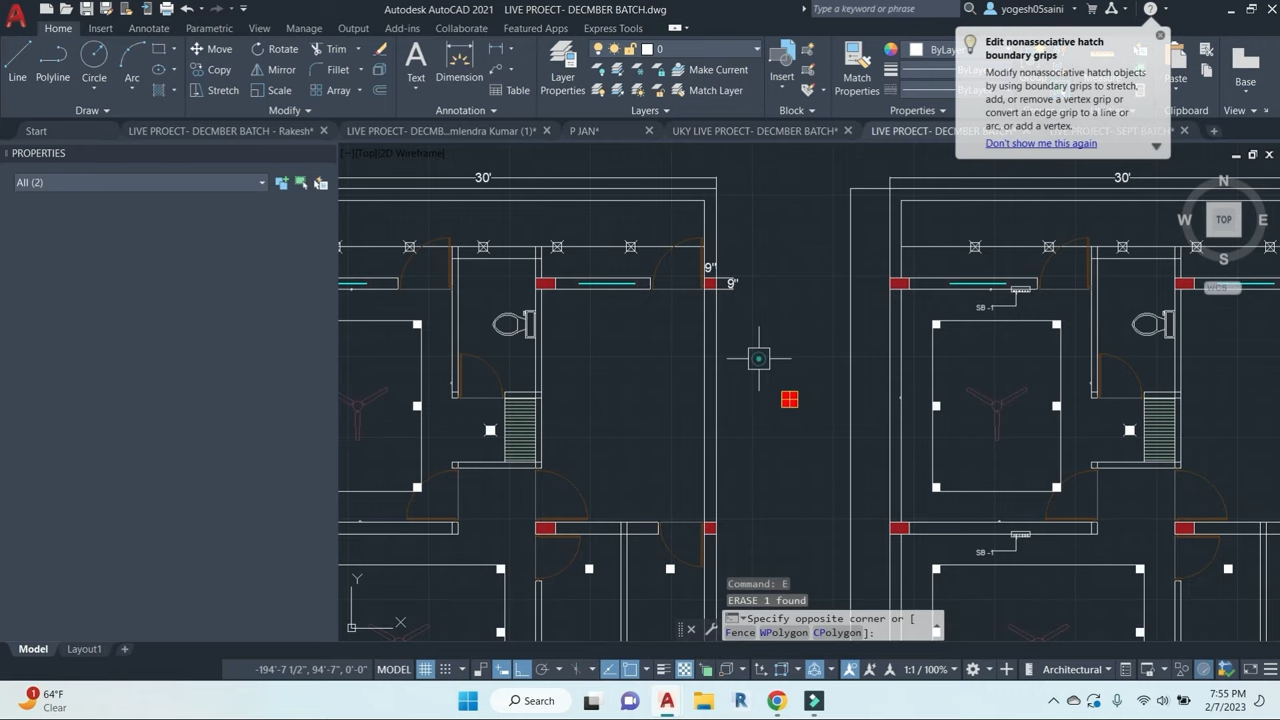 Autodesk AutoCAD 2021 LIVE PROECT- DECMBER BATCH.dwg
Type a keyword or phrase
yogesh05saini
Home Insert Annotate Parametric View Manage Output Add-ins Collaborate Express Tools Featured Apps
Line Polyline Circle Arc
Draw
Move Rotate Trim
Copy Mirror Fillet
Stretch Scale Array
Modify
Text Dimension
Linear
Leader
Table
Annotation
Layer
Properties
0
Make Current
Match Layer
Layers
Insert
Block
Match
Properties
ByLayer
ByLa
Properties
Paste
Clipboard
Base
View
Edit nonassociative hatch
boundary grips
Modify nonassociative hatch objects
by using boundary grips to stretch,
add, or remove a vertex grip or
convert an edge grip to a line or
arc, or add a vertex.
Don't show me this again
Start
P JAN*
UKY LIVE PROECT- DECMBER BATCH*
LIVE PROECT- DECMBER BATCH*
LIVE PROECT- SEPT BATCH*
PROPERTIES
All (2)
[−][Top][2D Wireframe]
30'
30'
9"
9"
SB -1
SB -1
N
W TOP E
S
WCS
Y
X
Command: E
ERASE 1 found
Specify opposite corner or [
Fence WPolygon CPolygon]:
Model Layout1 +
-194'-7 1/2", 94'-7", 0'-0" MODEL
1:1 / 100%
Architectural
1
64°F
Clear
Search
7:55 PM
2/7/2023